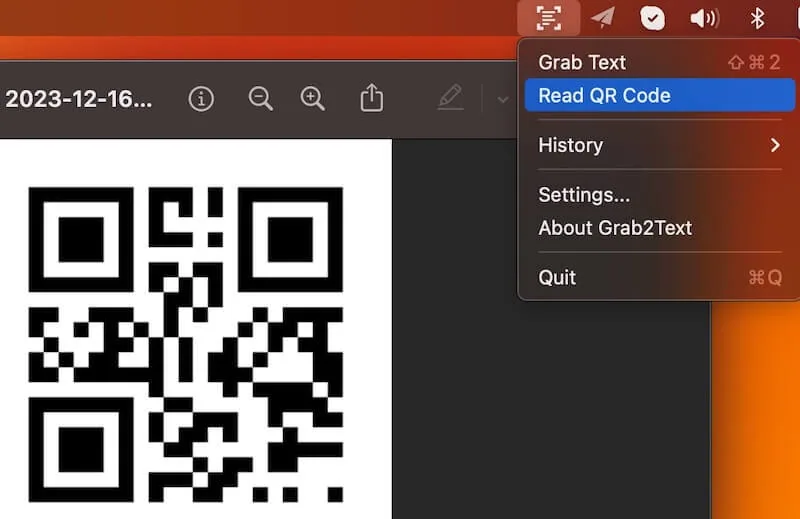 2023-12-16...
Grab Text ⇧⌘2
Read QR Code
History
Settings...
About Grab2Text
Quit ⌘Q